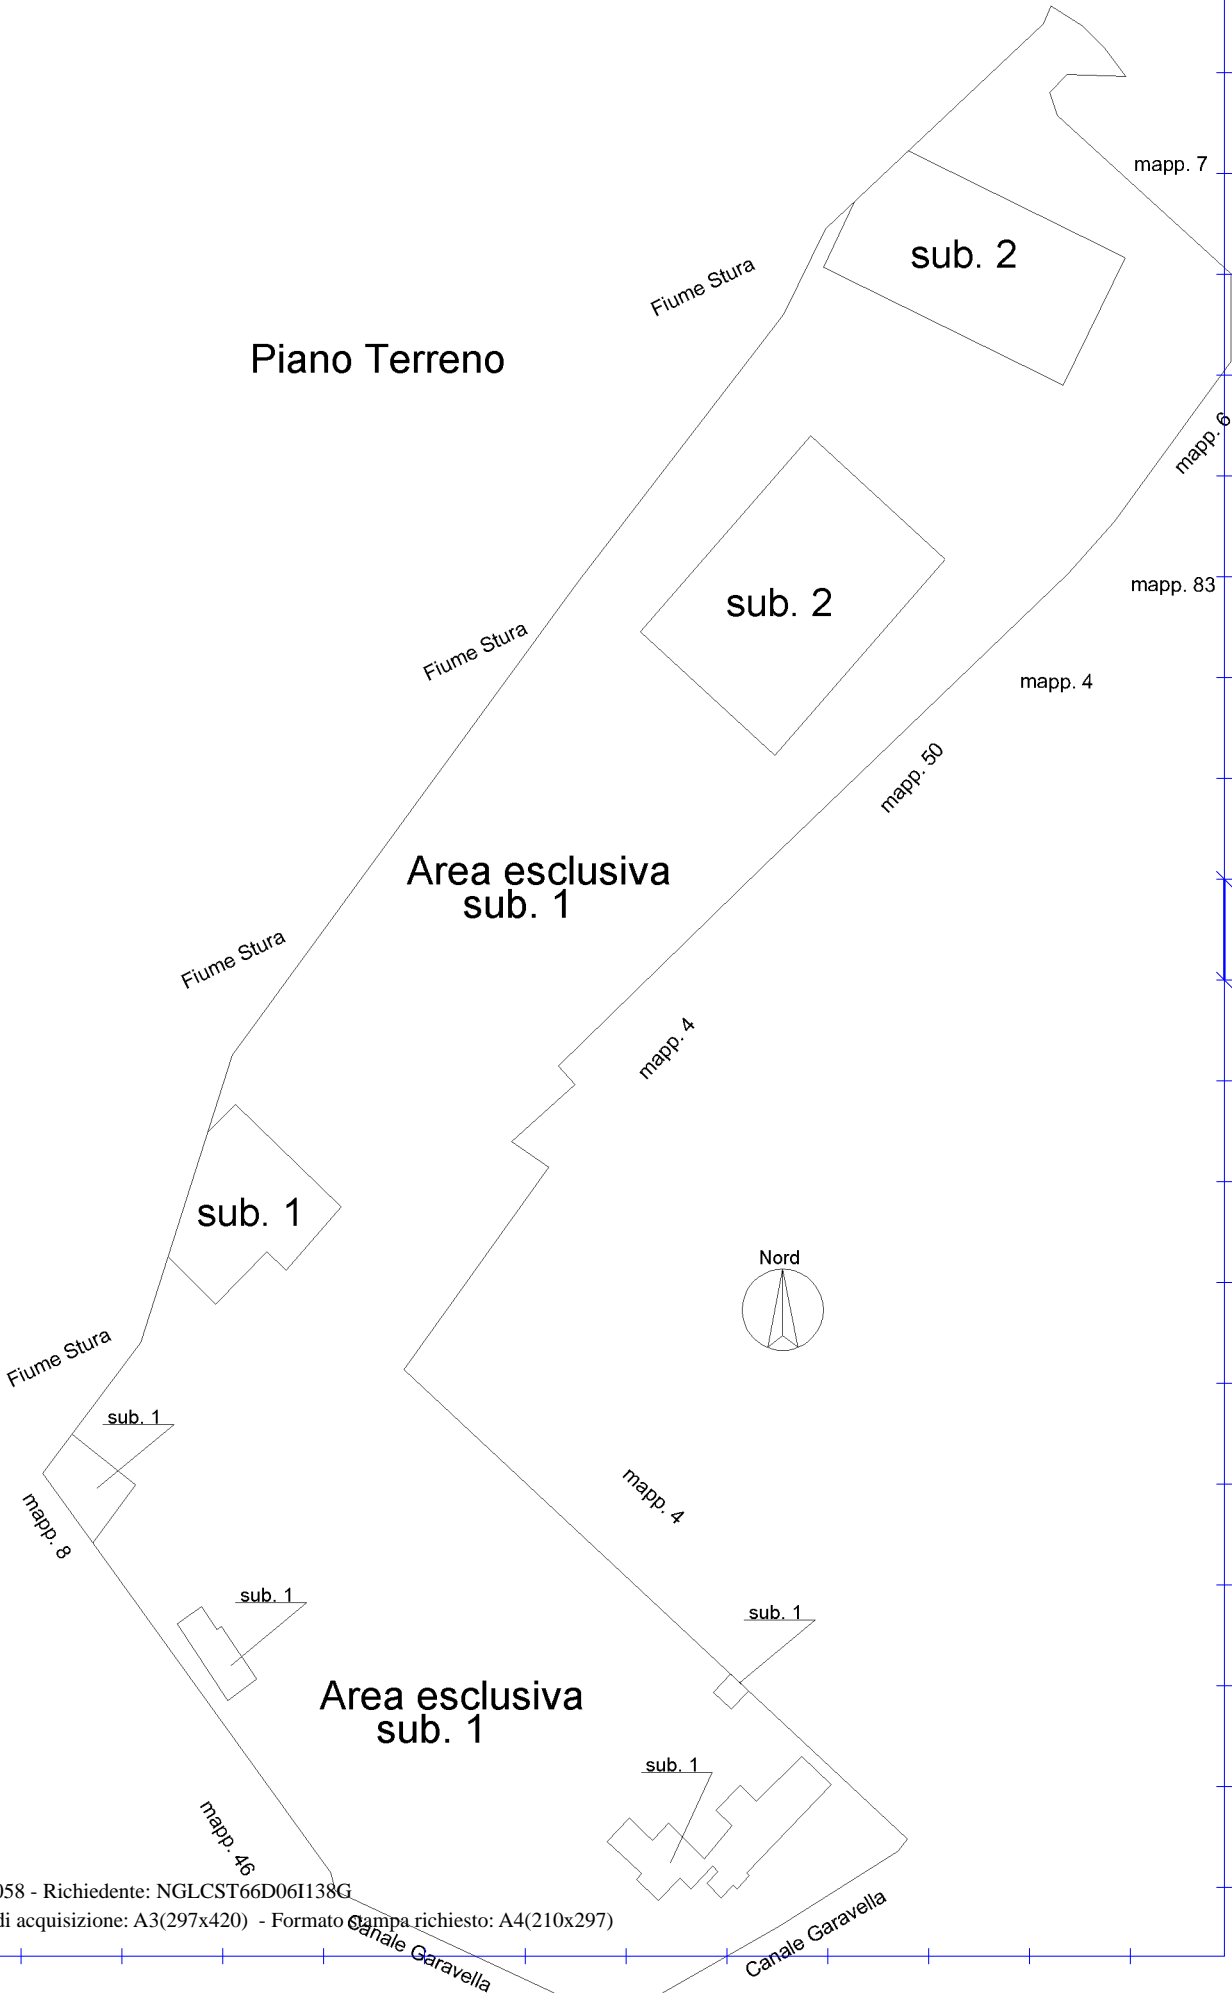 mapp. 7
sub. 2
Fiume Stura
Piano Terreno
mapp. 6
mapp. 83
sub. 2
Fiume Stura
mapp. 4
mapp. 50
Area esclusiva
sub. 1
Fiume Stura
mapp. 4
sub. 1
Nord
Fiume Stura
sub. 1
mapp. 4
mapp. 8
sub. 1
sub. 1
Area esclusiva
sub. 1
sub. 1
mapp. 46
058 - Richiedente: NGLCST66D06I138G
di acquisizione: A3(297x420) - Formato stampa richiesto: A4(210x297)
Canale Garavella
Canale Garavella